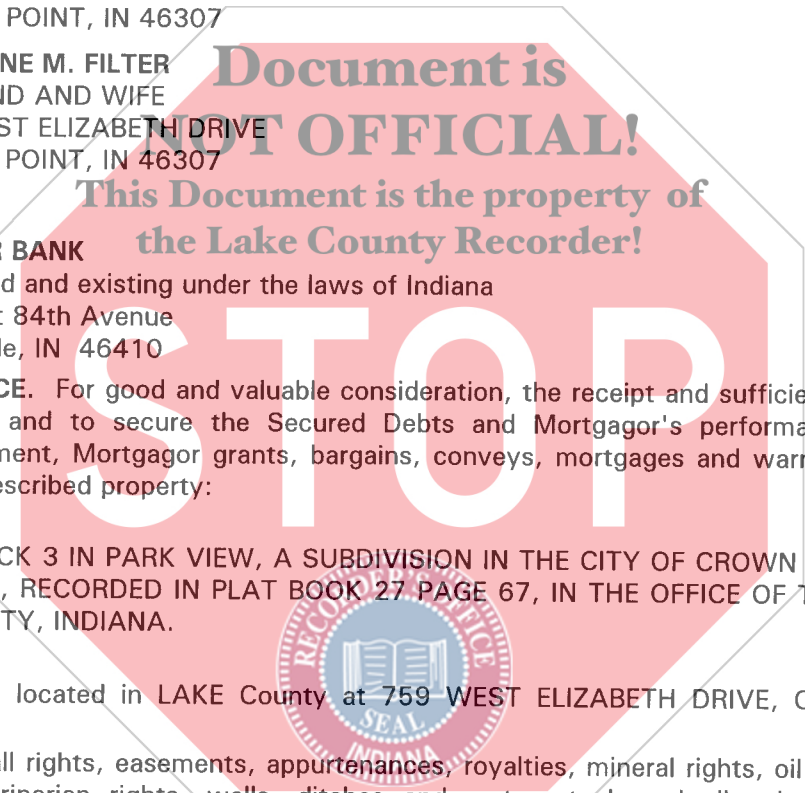 POINT, IN 46307
Document is
NE M. FILTER
ND AND WIFE
ST ELIZABETH DRIVE
NOT OFFICIAL!
POINT, IN 46307
This Document is the property of
the Lake County Recorder!
R BANK
d and existing under the laws of Indiana
t 84th Avenue
le, IN 46410
STOP
CE. For good and valuable consideration, the receipt and sufficie
and to secure the Secured Debts and Mortgagor's performa
ment, Mortgagor grants, bargains, conveys, mortgages and warr
escribed property:
CK 3 IN PARK VIEW, A SUBDIVISION IN THE CITY OF CROWN
, RECORDED IN PLAT BOOK 27 PAGE 67, IN THE OFFICE OF T
TY, INDIANA.
RECORDER'S OFFICE
located in LAKE County at 759 WEST ELIZABETH DRIVE, C
SEAL
INDIANA
ll rights, easements, appurtenances, royalties, mineral rights, oil